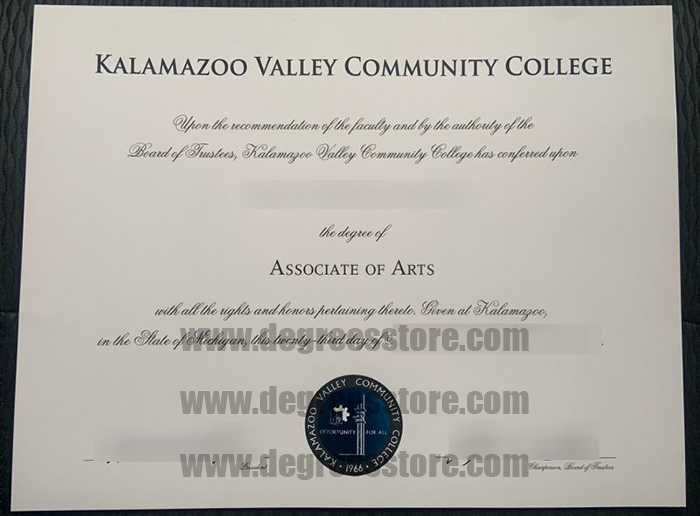 KALAMAZOO VALLEY COMMUNITY COLLEGE
Upon the recommendation of the faculty and by the authority of the
Board of Trustees, Kalamazoo Valley Community College has conferred upon
the degree of
ASSOCIATE OF ARTS
with all the rights and honors pertaining thereto. Given at Kalamazoo,
in the State of Michigan, this twenty-third day of
www.degreesstore.com
www.degreesstore.com
KALAMAZOO VALLEY COMMUNITY COLLEGE
OPPORTUNITY FOR ALL
· 1966 ·
www.degreesstore.com
President
Chairperson, Board of Trustees